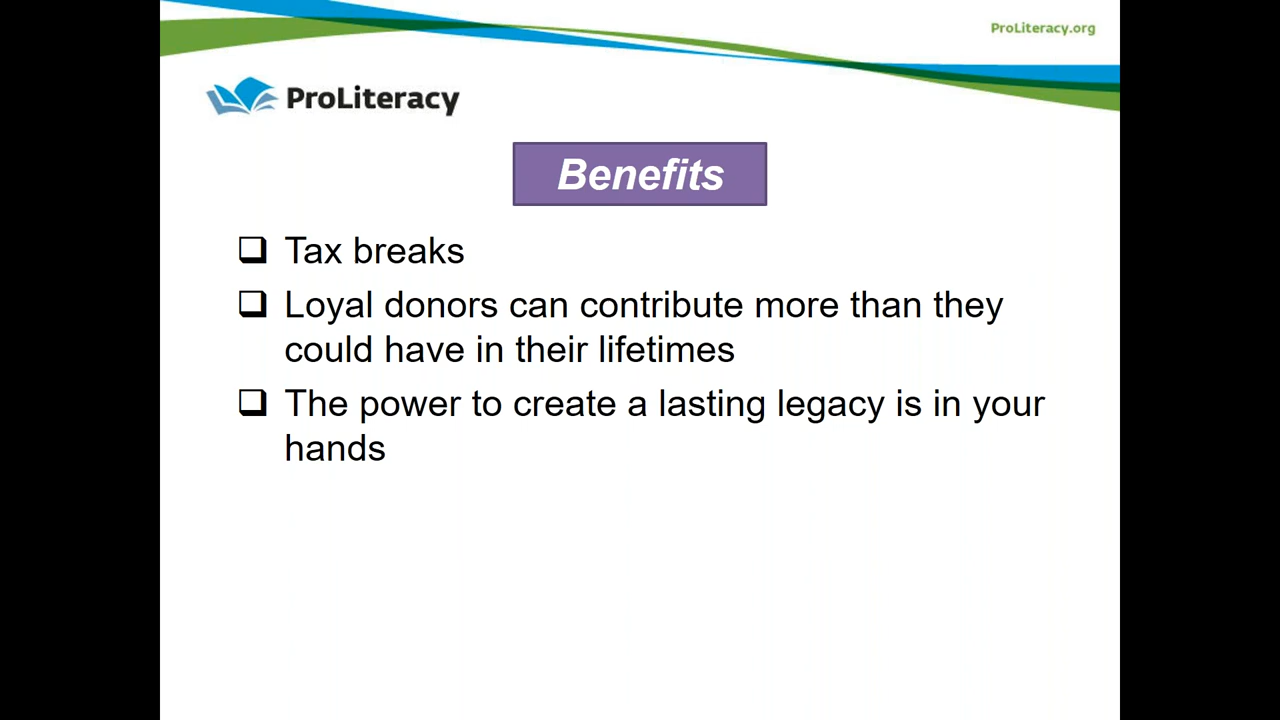 ProLiteracy.org
ProLiteracy
Benefits
❑ Tax breaks
❑ Loyal donors can contribute more than they
could have in their lifetimes
❑ The power to create a lasting legacy is in your
hands